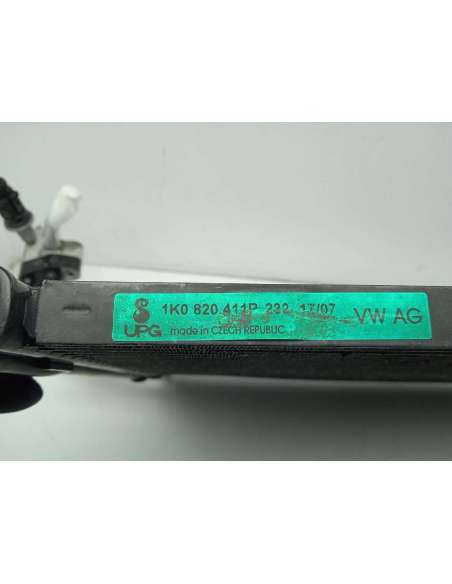 1K0 820 411P 232 17/07
UPG made in CZECH REPUBLIC VW AG